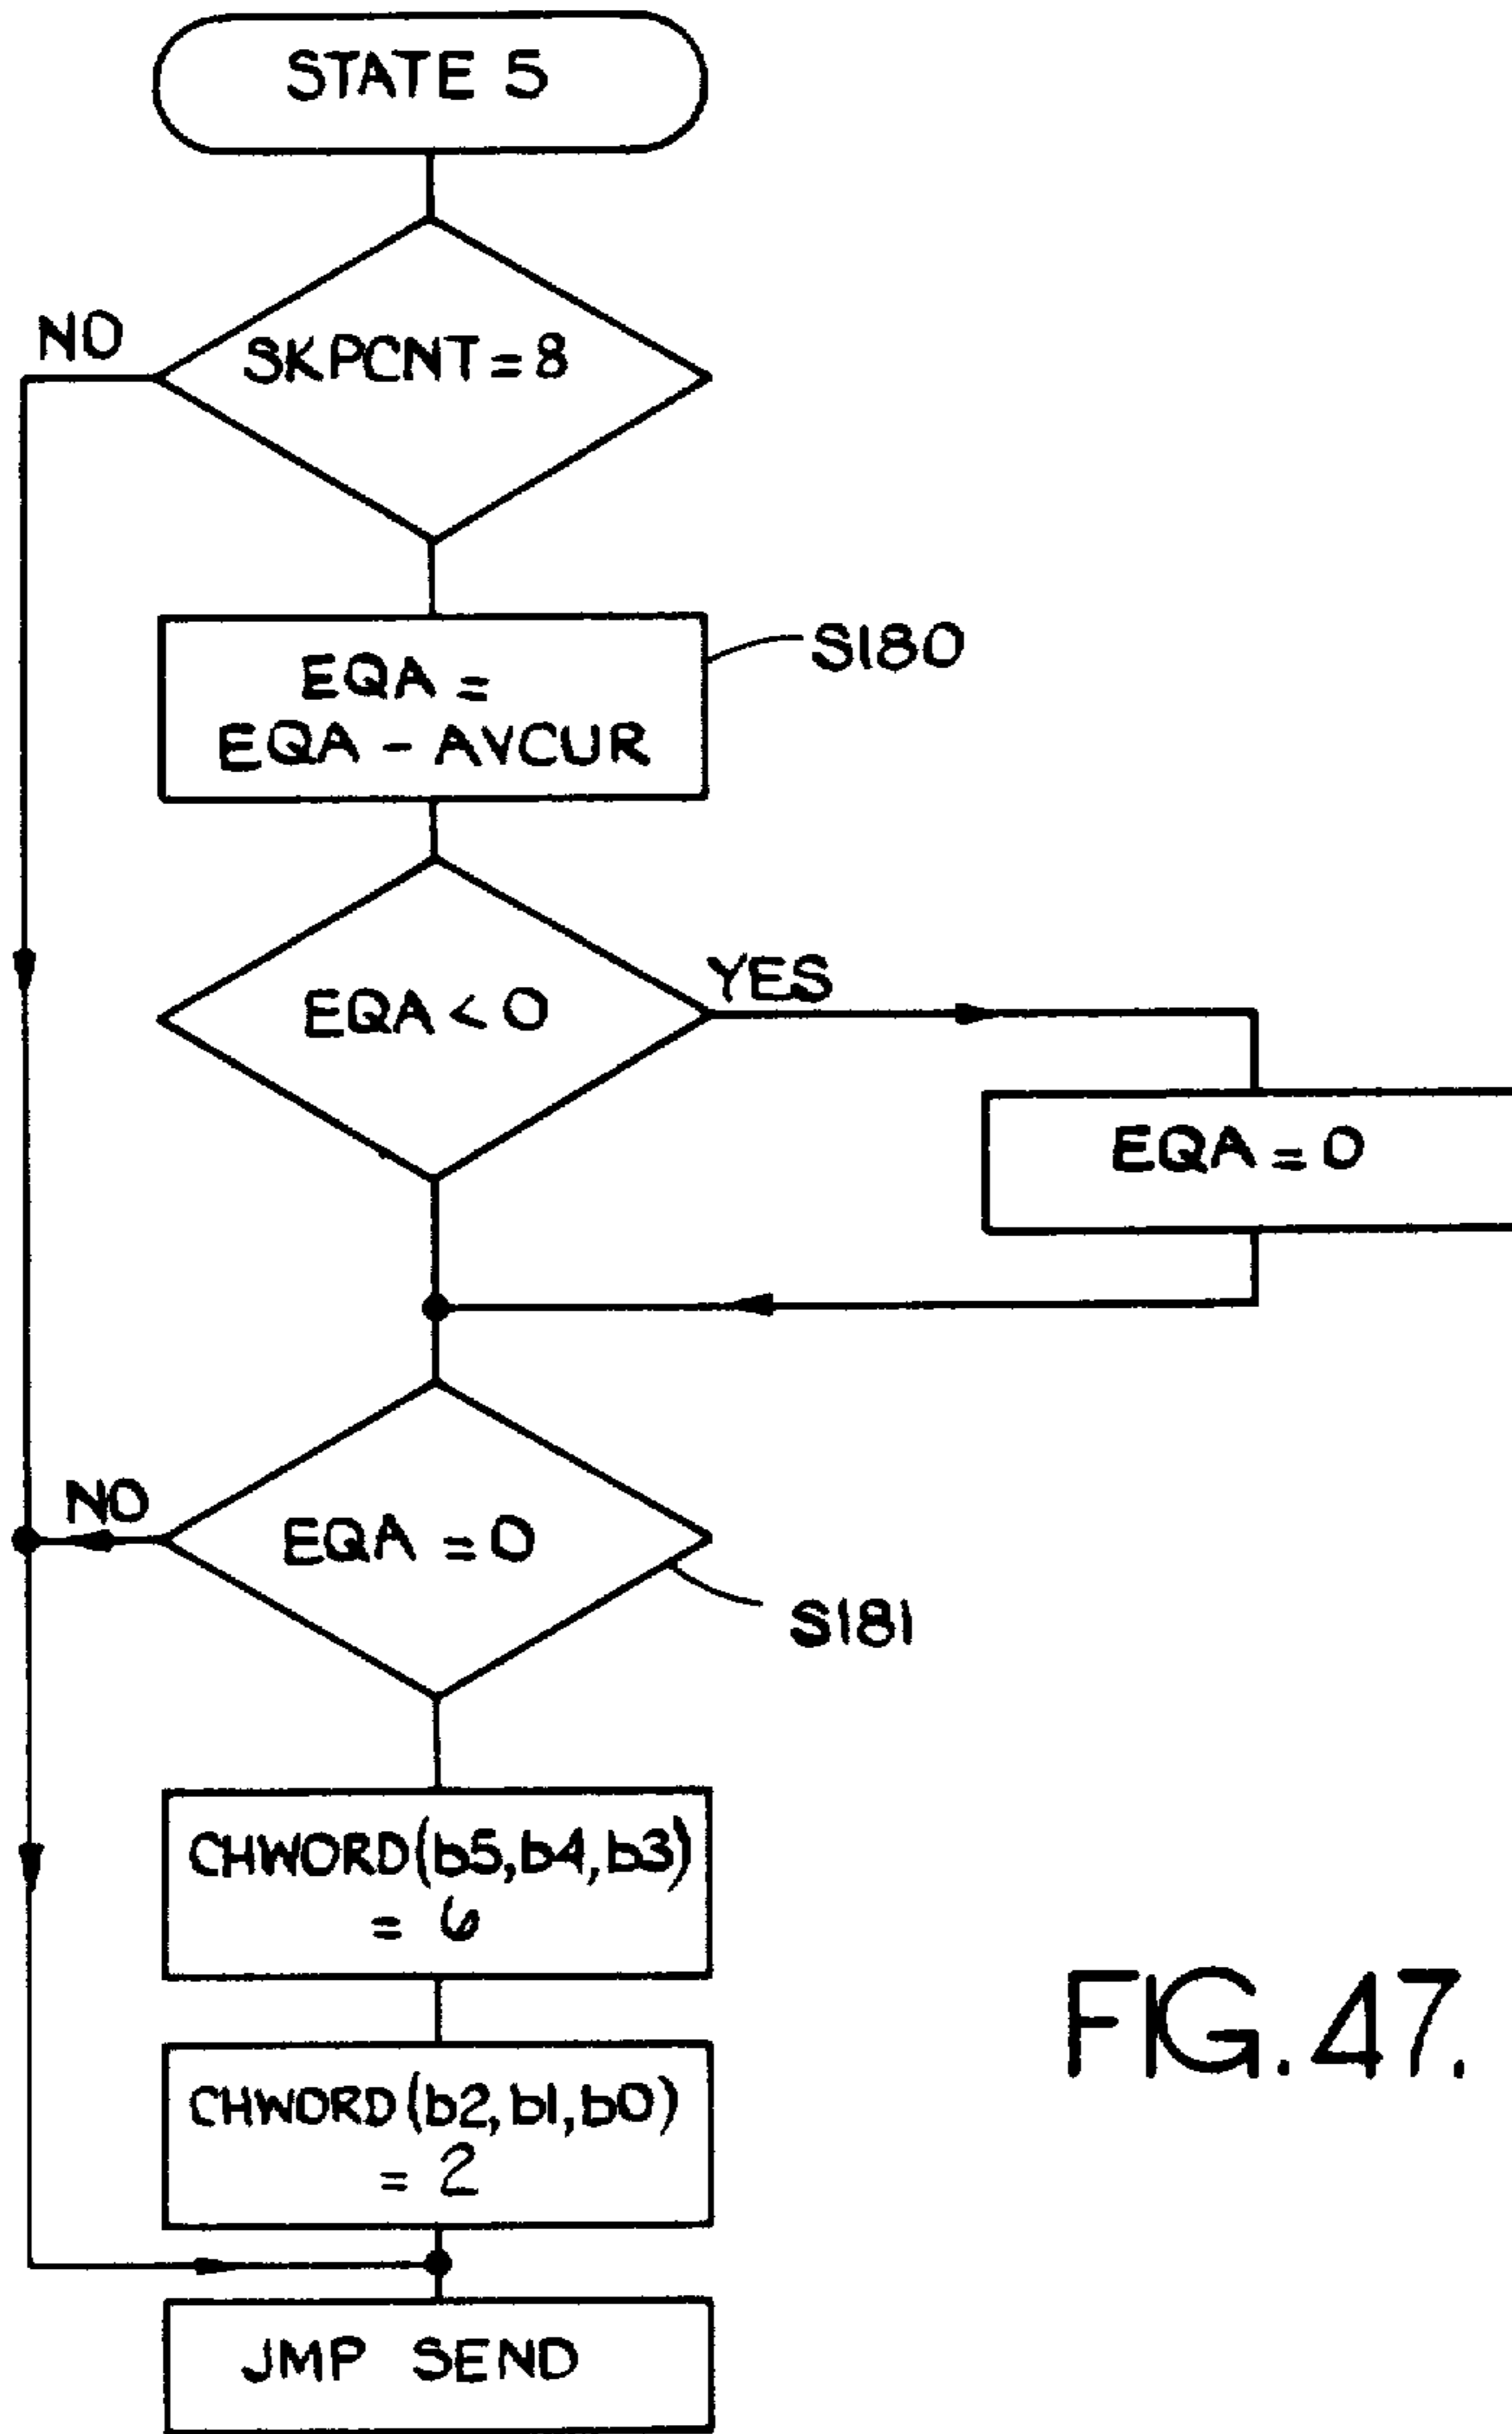 STATE 5
NO
SKPCNT=8
EQA =
EQA - AVCUR
S180
EQA < 0
YES
EQA = 0
NO
EQA = 0
S181
CHWORD(b5,b4,b3)
= 6
CHWORD(b2,b1,b0)
= 2
JMP SEND
FIG. 47.